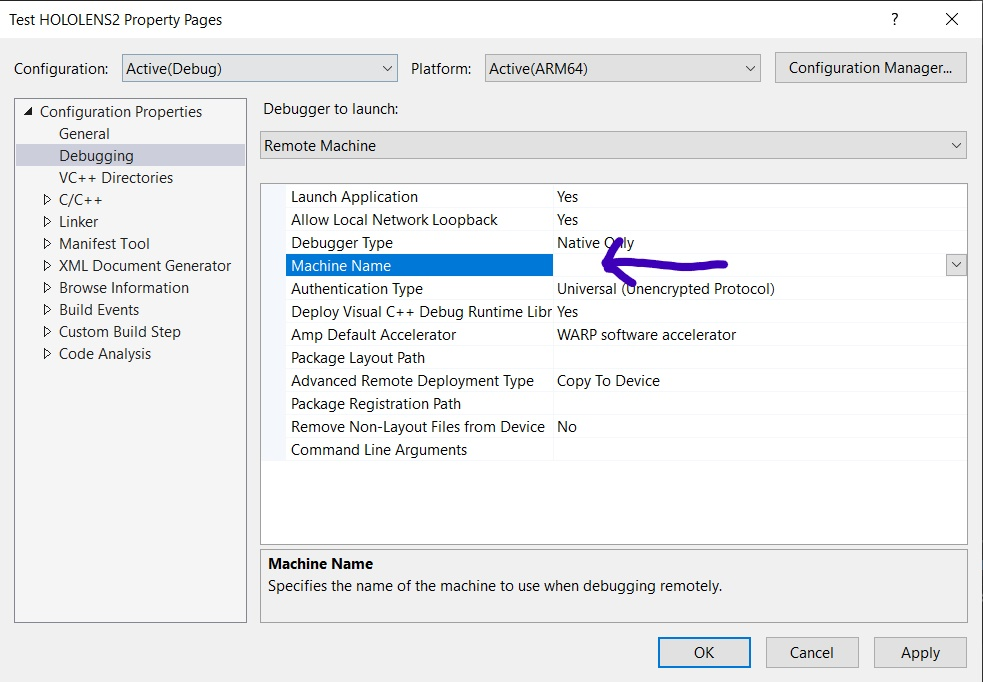 Test HOLOLENS2 Property Pages ?
Configuration: Active(Debug) Platform: Active(ARM64) Configuration Manager...
Configuration Properties
General
Debugging
VC++ Directories
C/C++
Linker
Manifest Tool
XML Document Generator
Browse Information
Build Events
Custom Build Step
Code Analysis
Debugger to launch:
Remote Machine
Launch Application Yes
Allow Local Network Loopback Yes
Debugger Type Native Only
Machine Name
Authentication Type Universal (Unencrypted Protocol)
Deploy Visual C++ Debug Runtime Libr Yes
Amp Default Accelerator WARP software accelerator
Package Layout Path
Advanced Remote Deployment Type Copy To Device
Package Registration Path
Remove Non-Layout Files from Device No
Command Line Arguments
Machine Name
Specifies the name of the machine to use when debugging remotely.
OK Cancel Apply